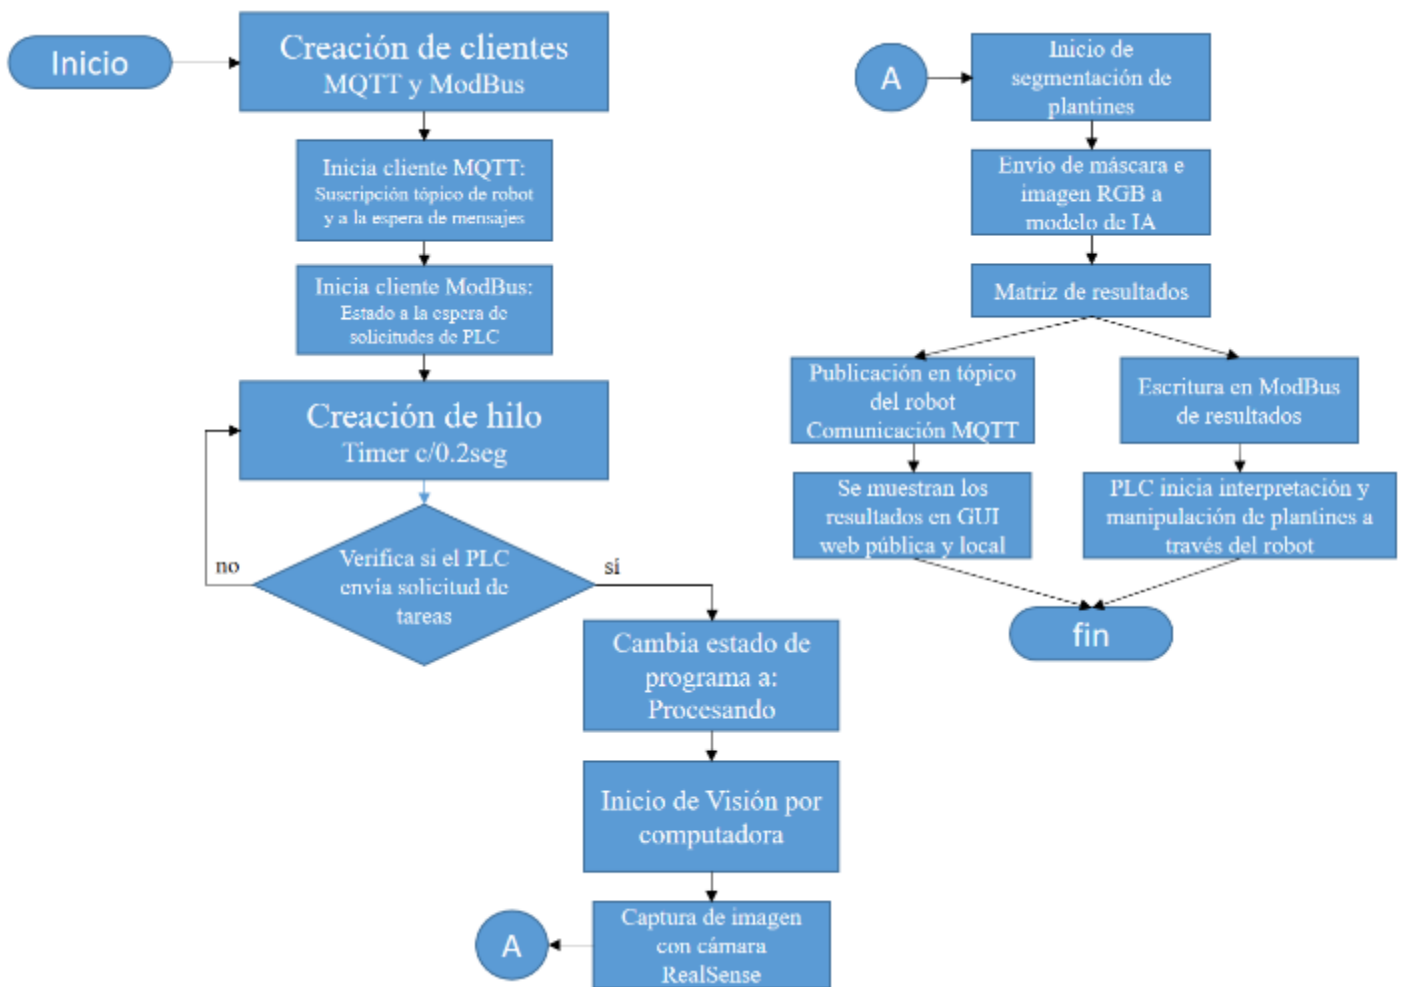 Inicio
Creación de clientes
MQTT y ModBus
Inicia cliente MQTT:
Suscripción tópico de robot
y a la espera de mensajes
Inicia cliente ModBus:
Estado a la espera de
solicitudes de PLC
Creación de hilo
Timer c/0.2seg
Verifica si el PLC
envía solicitud de
tareas
no
sí
Cambia estado de
programa a:
Procesando
Inicio de Visión por
computadora
Captura de imagen
con cámara
RealSense
A
A
Inicio de
segmentación de
plantines
Envío de máscara e
imagen RGB a
modelo de IA
Matriz de resultados
Publicación en tópico
del robot
Comunicación MQTT
Se muestran los
resultados en GUI
web pública y local
Escritura en ModBus
de resultados
PLC inicia interpretación y
manipulación de plantines a
través del robot
fin